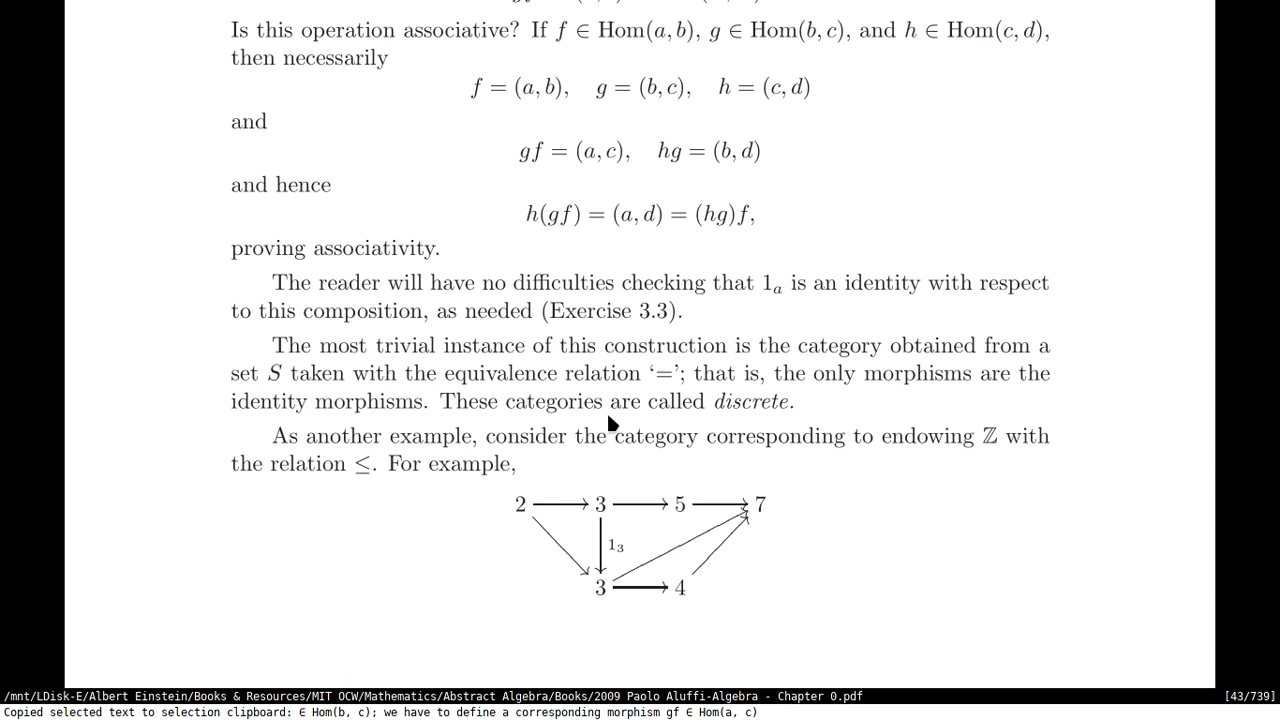 Is this operation associative? If f ∈ Hom(a, b), g ∈ Hom(b, c), and h ∈ Hom(c, d),
then necessarily
f = (a, b),  g = (b, c),  h = (c, d)
and
gf = (a, c),  hg = (b, d)
and hence
h(gf) = (a, d) = (hg)f,
proving associativity.
The reader will have no difficulties checking that 1ₐ is an identity with respect
to this composition, as needed (Exercise 3.3).
The most trivial instance of this construction is the category obtained from a
set S taken with the equivalence relation ‘=’; that is, the only morphisms are the
identity morphisms. These categories are called discrete.
As another example, consider the category corresponding to endowing ℤ with
the relation ≤. For example,
2 → 3 → 5 → 7
1₃
3 → 4
/mnt/LDisk-E/Albert Einstein/Books & Resources/MIT OCW/Mathematics/Abstract Algebra/Books/2009 Paolo Aluffi-Algebra - Chapter 0.pdf [43/739]
Copied selected text to selection clipboard: ∈ Hom(b, c); we have to define a corresponding morphism gf ∈ Hom(a, c)